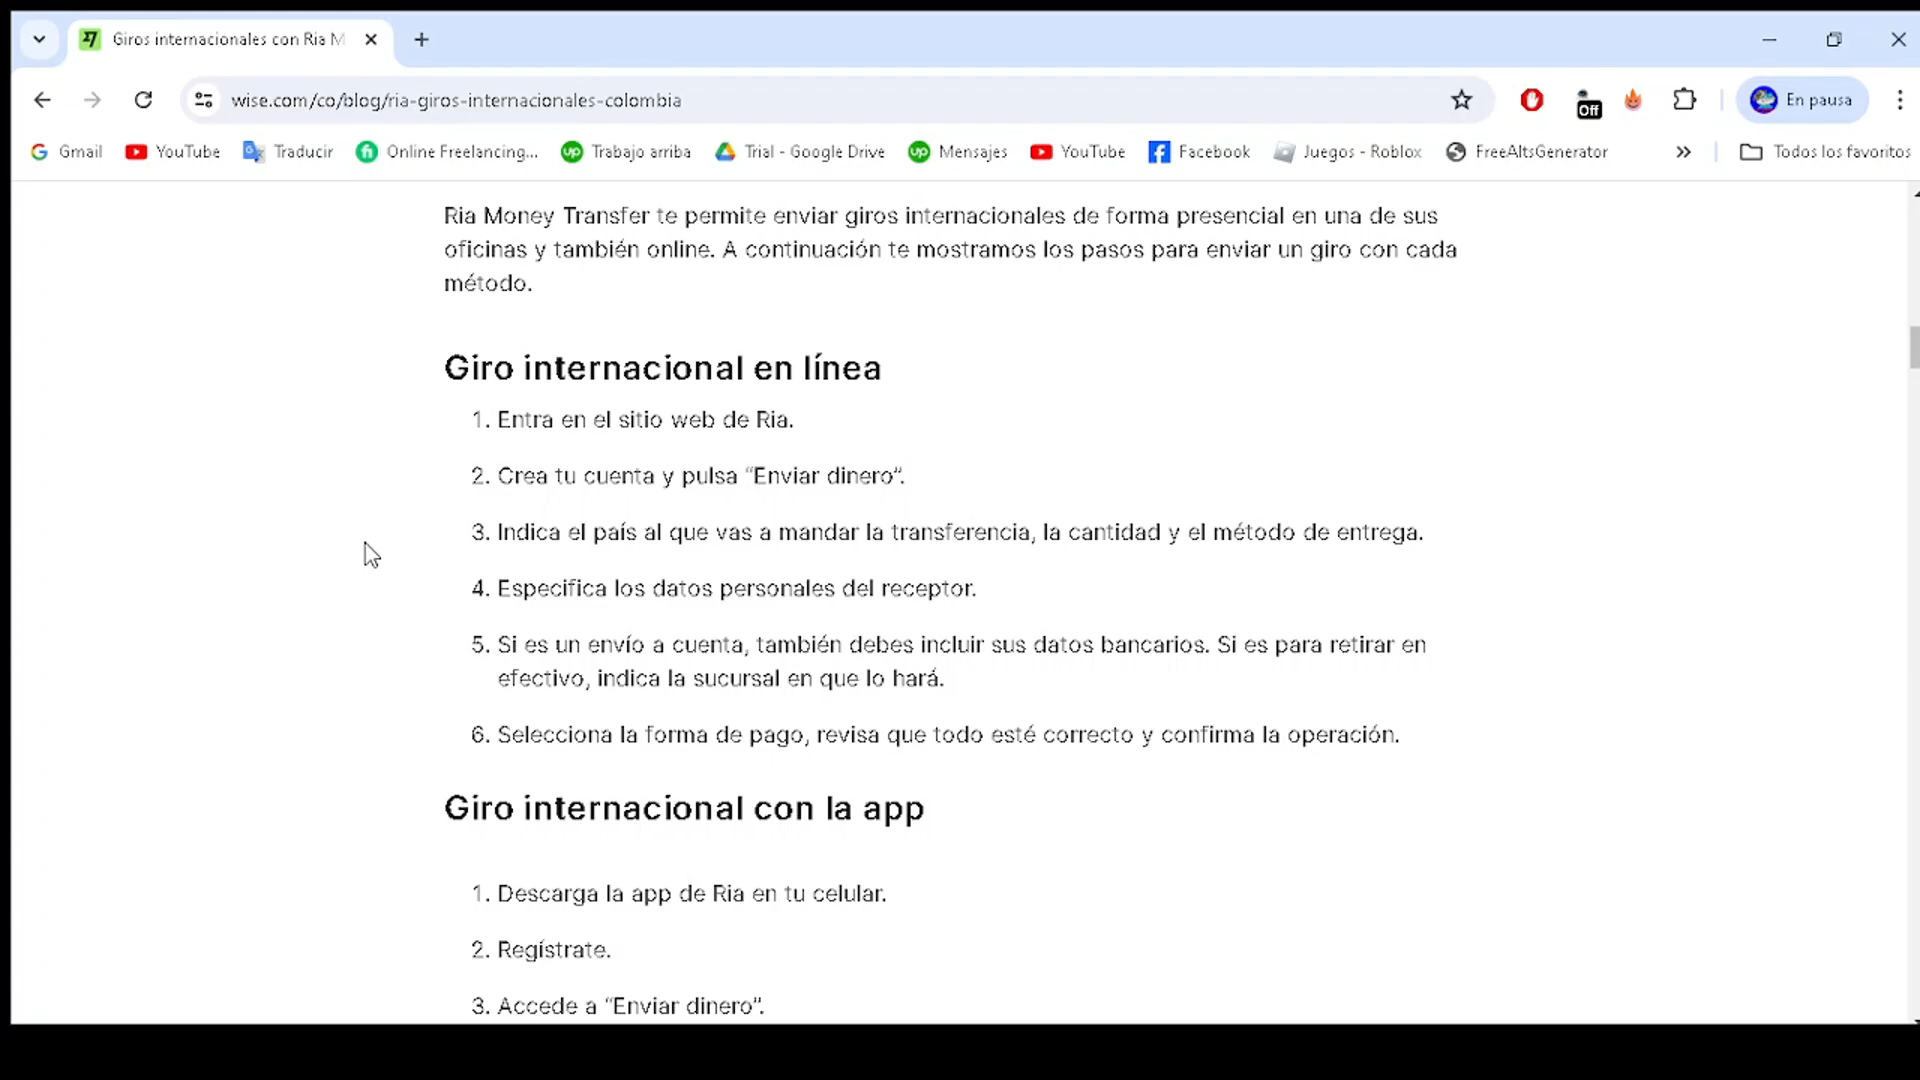 Giros internacionales con Ria M
wise.com/co/blog/ria-giros-internacionales-colombia
Off
En pausa
Gmail YouTube Traducir Online Freelancing... Trabajo arriba Trial - Google Drive Mensajes YouTube Facebook Juegos - Roblox FreeAltsGenerator » Todos los favoritos
Ria Money Transfer te permite enviar giros internacionales de forma presencial en una de sus
oficinas y también online. A continuación te mostramos los pasos para enviar un giro con cada
método.
Giro internacional en línea
1. Entra en el sitio web de Ria.
2. Crea tu cuenta y pulsa “Enviar dinero”.
3. Indica el país al que vas a mandar la transferencia, la cantidad y el método de entrega.
4. Especifica los datos personales del receptor.
5. Si es un envío a cuenta, también debes incluir sus datos bancarios. Si es para retirar en
efectivo, indica la sucursal en que lo hará.
6. Selecciona la forma de pago, revisa que todo esté correcto y confirma la operación.
Giro internacional con la app
1. Descarga la app de Ria en tu celular.
2. Regístrate.
3. Accede a “Enviar dinero”.